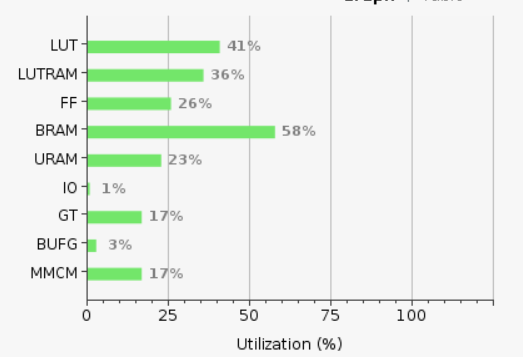 LUT 41%
LUTRAM 36%
FF 26%
BRAM 58%
URAM 23%
IO 1%
GT 17%
BUFG 3%
MMCM 17%
0 25 50 75 100
Utilization (%)